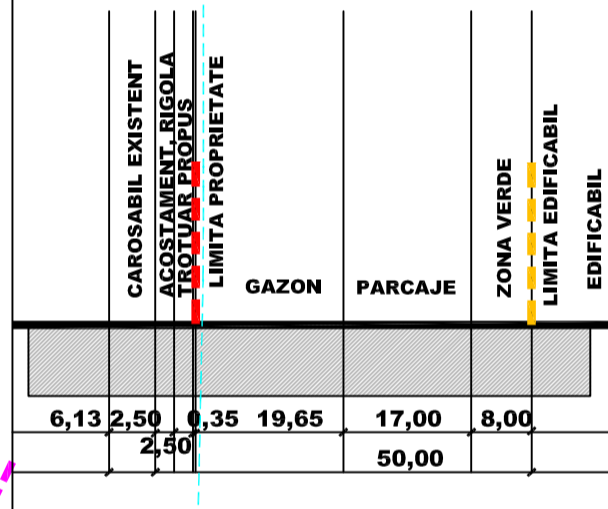 CAROSABIL EXISTENT
ACOSTAMENT, RIGOLA
TROTUAR PROPUS
LIMITA PROPRIETATE
GAZON
PARCAJE
ZONA VERDE
LIMITA EDIFICABIL
EDIFICABIL
6,13 2,50 0,35 19,65 17,00 8,00
2,50
50,00